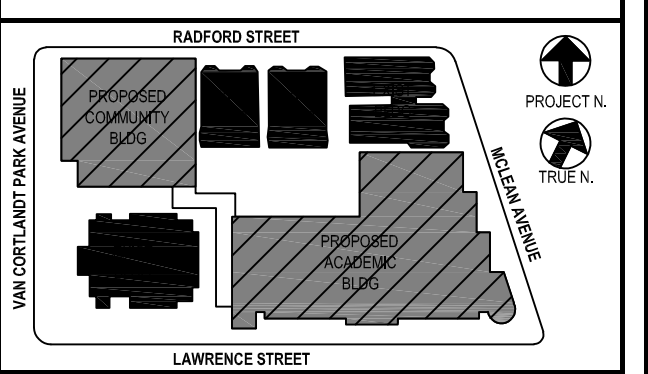 RADFORD STREET
PROJECT N.
TRUE N.
VAN CORTLANDT PARK AVENUE
PROPOSED
COMMUNITY
BLDG
MCLEAN AVENUE
PROPOSED
ACADEMIC
BLDG
LAWRENCE STREET